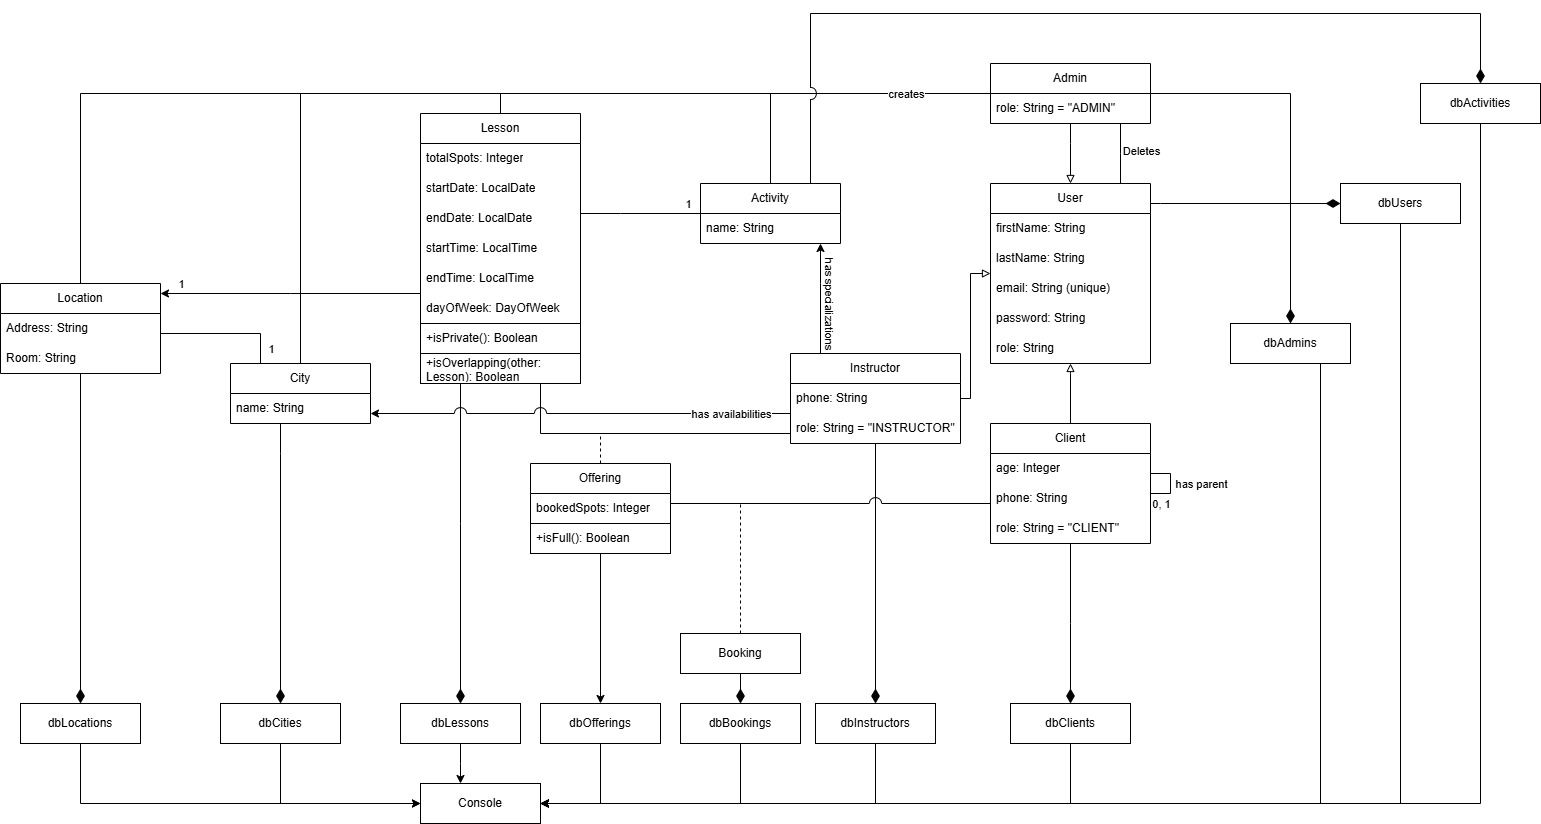 Admin
role: String = "ADMIN"
creates
dbActivities
Deletes
Lesson
totalSpots: Integer
startDate: LocalDate
endDate: LocalDate
startTime: LocalTime
endTime: LocalTime
dayOfWeek: DayOfWeek
+isPrivate(): Boolean
+isOverlapping(other:
Lesson): Boolean
1
Activity
name: String
User
firstName: String
lastName: String
email: String (unique)
password: String
role: String
dbUsers
has specializations
1
Location
Address: String
Room: String
1
City
name: String
dbAdmins
Instructor
phone: String
role: String = "INSTRUCTOR"
has availabilities
Client
age: Integer
phone: String
role: String = "CLIENT"
has parent
0, 1
Offering
bookedSpots: Integer
+isFull(): Boolean
Booking
dbLocations
dbCities
dbLessons
dbOfferings
dbBookings
dbInstructors
dbClients
Console